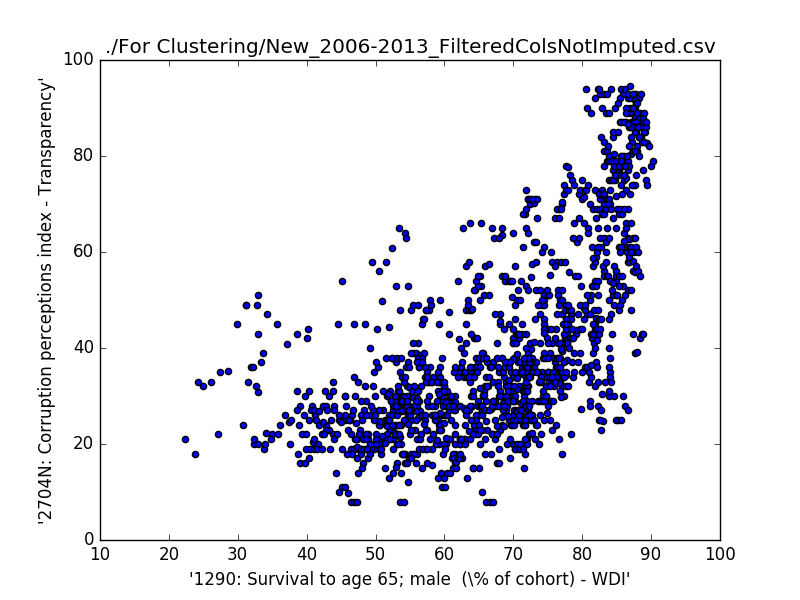 ./For Clustering/New_2006-2013_FilteredColsNotImputed.csv
'2704N: Corruption perceptions index - Transparency'
100
80
60
40
20
0
10 20 30 40 50 60 70 80 90 100
'1290: Survival to age 65; male  (\% of cohort) - WDI'